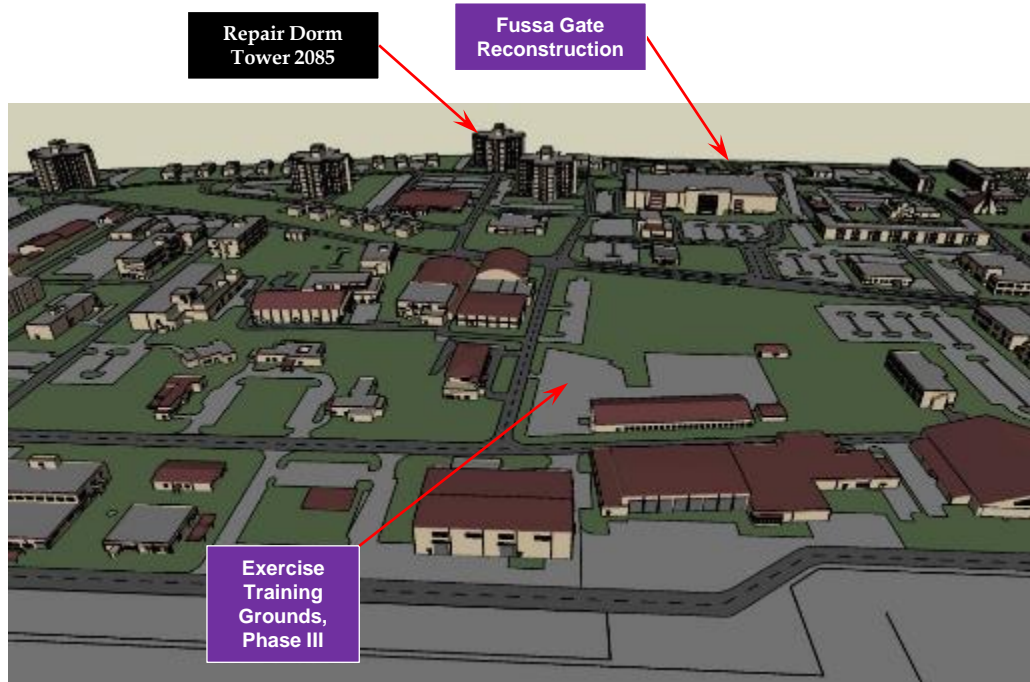 Repair Dorm
Tower 2085
Fussa Gate
Reconstruction
Exercise
Training
Grounds,
Phase III